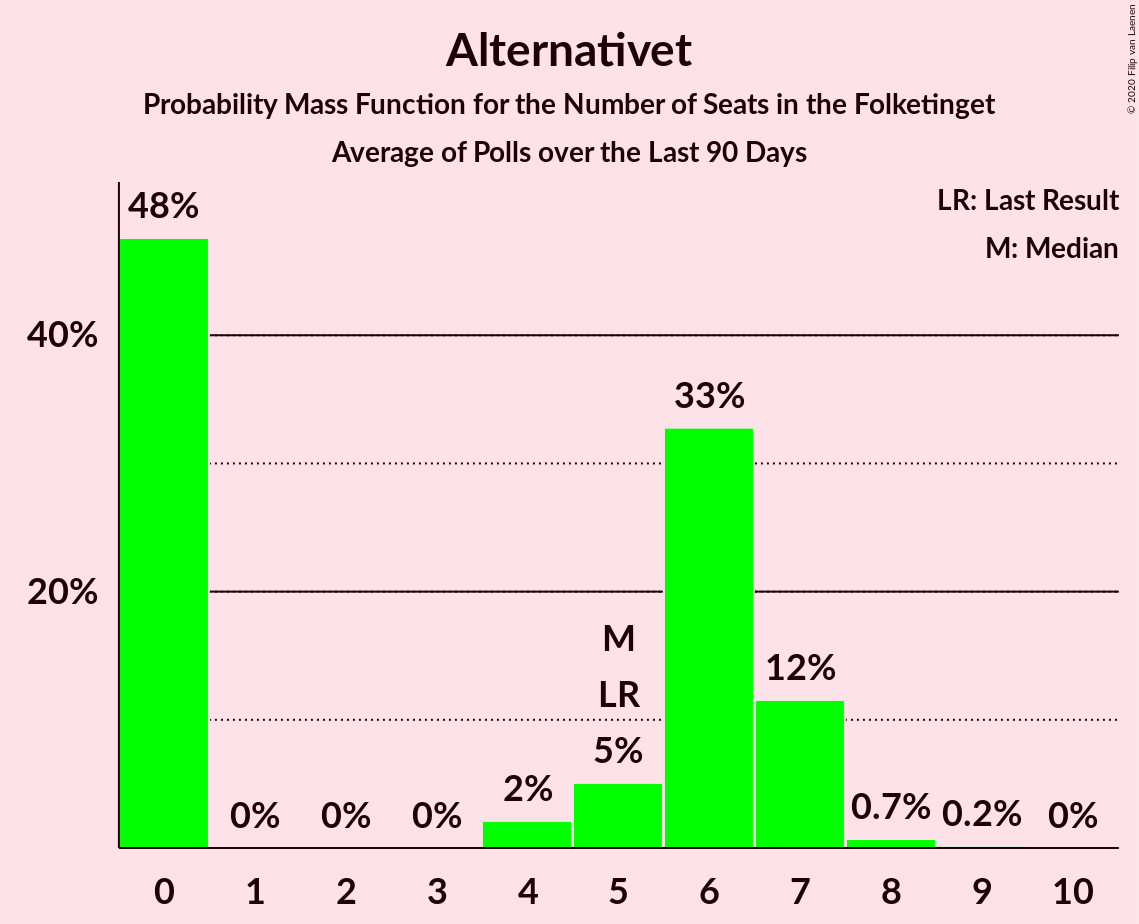 Alternativet
Probability Mass Function for the Number of Seats in the Folketinget
Average of Polls over the Last 90 Days
© 2020 Filip van Laenen
LR: Last Result
M: Median
48%
40%
33%
20%
M
LR
12%
5%
2%
0%
0%
0%
0.7%
0.2%
0%
0 1 2 3 4 5 6 7 8 9 10